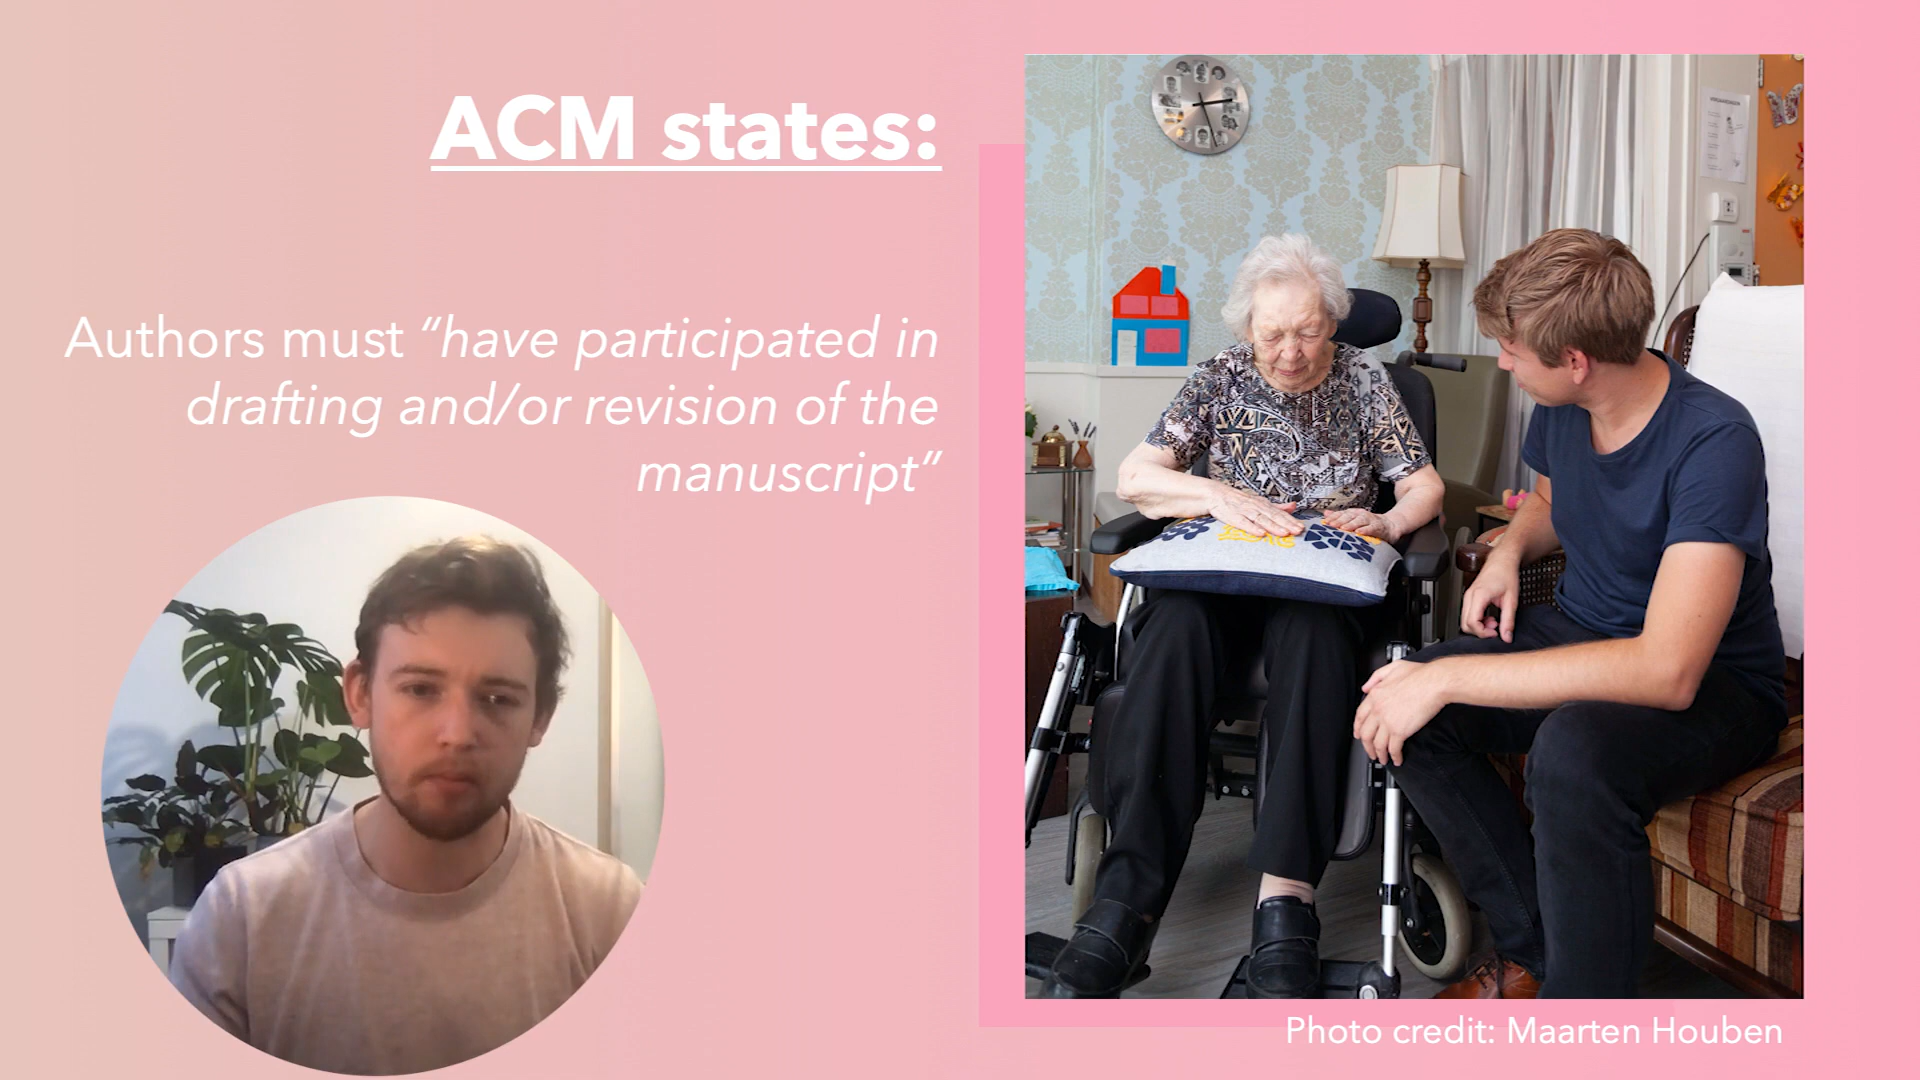 ACM states:
Authors must “have participated in
drafting and/or revision of the
manuscript”
Photo credit: Maarten Houben